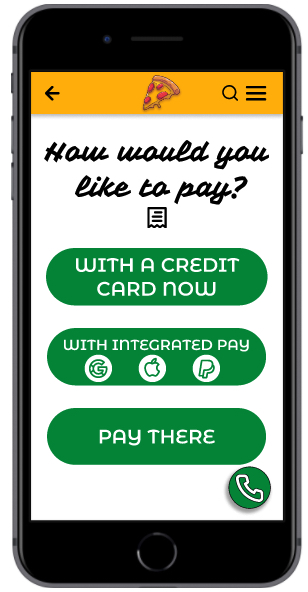 How would you
like to pay?
WITH A CREDIT
CARD NOW
WITH INTEGRATED PAY
PAY THERE